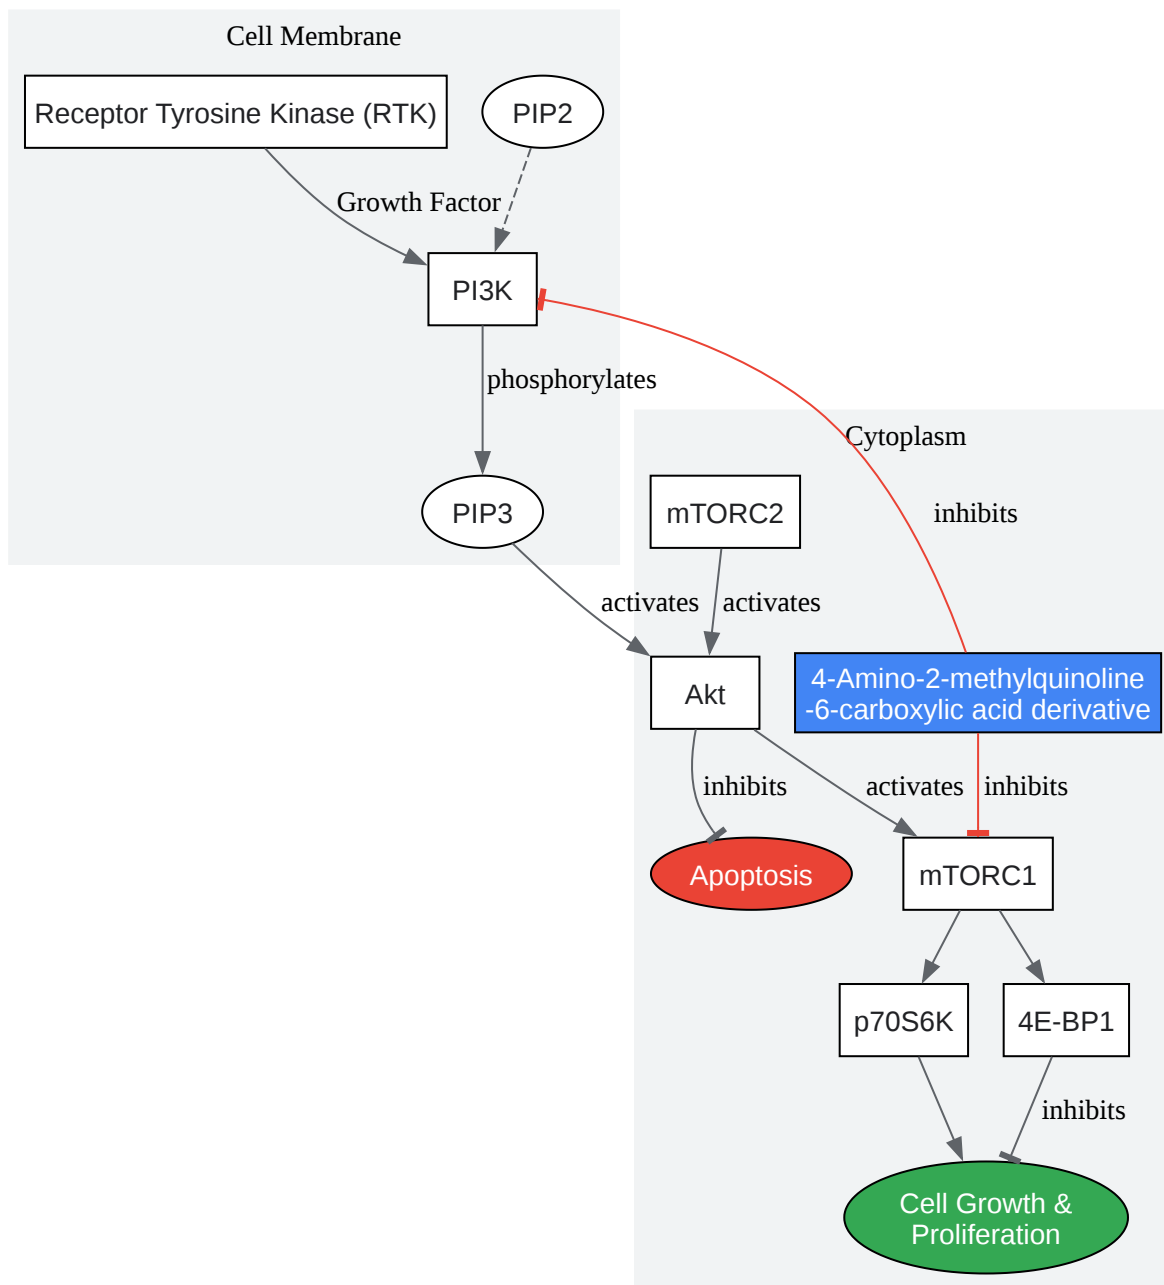 Cell Membrane
Receptor Tyrosine Kinase (RTK)
PIP2
Growth Factor
PI3K
phosphorylates
Cytoplasm
PIP3
mTORC2
inhibits
activates
activates
Akt
4-Amino-2-methylquinoline
-6-carboxylic acid derivative
inhibits
activates
inhibits
Apoptosis
mTORC1
p70S6K
4E-BP1
inhibits
Cell Growth &
Proliferation